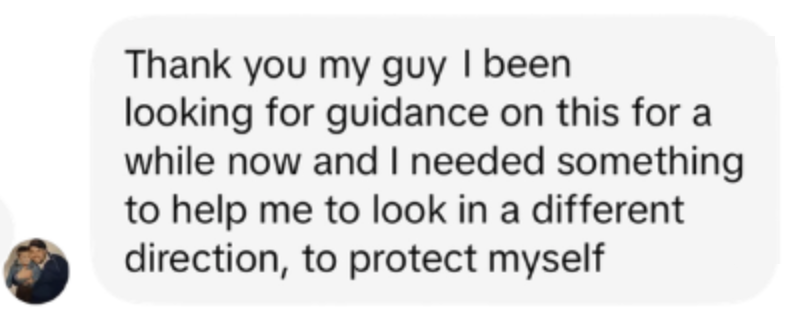 Thank you my guy I been
looking for guidance on this for a
while now and I needed something
to help me to look in a different
direction, to protect myself